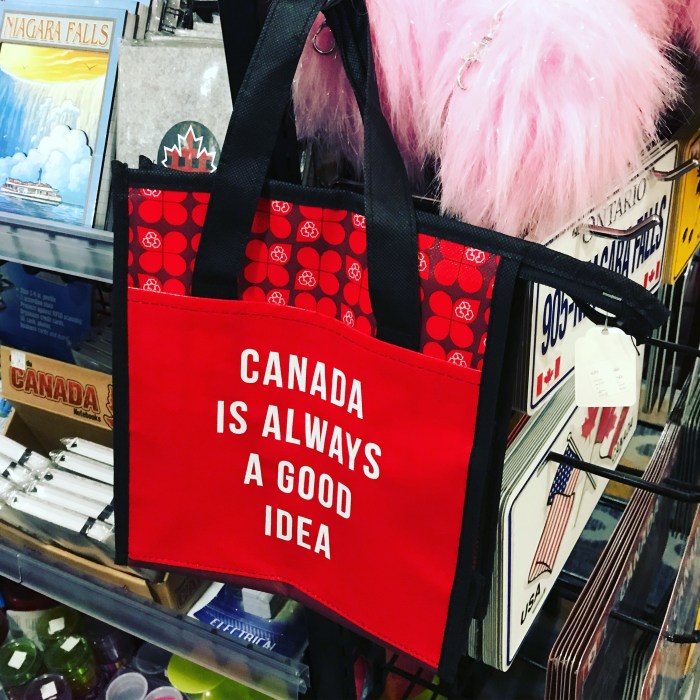 NIAGARA FALLS
CANADA
IS ALWAYS
A GOOD
IDEA
ONTARIO
NIAGARA FALLS
905-
CANADA
USA
ELECTRICAL